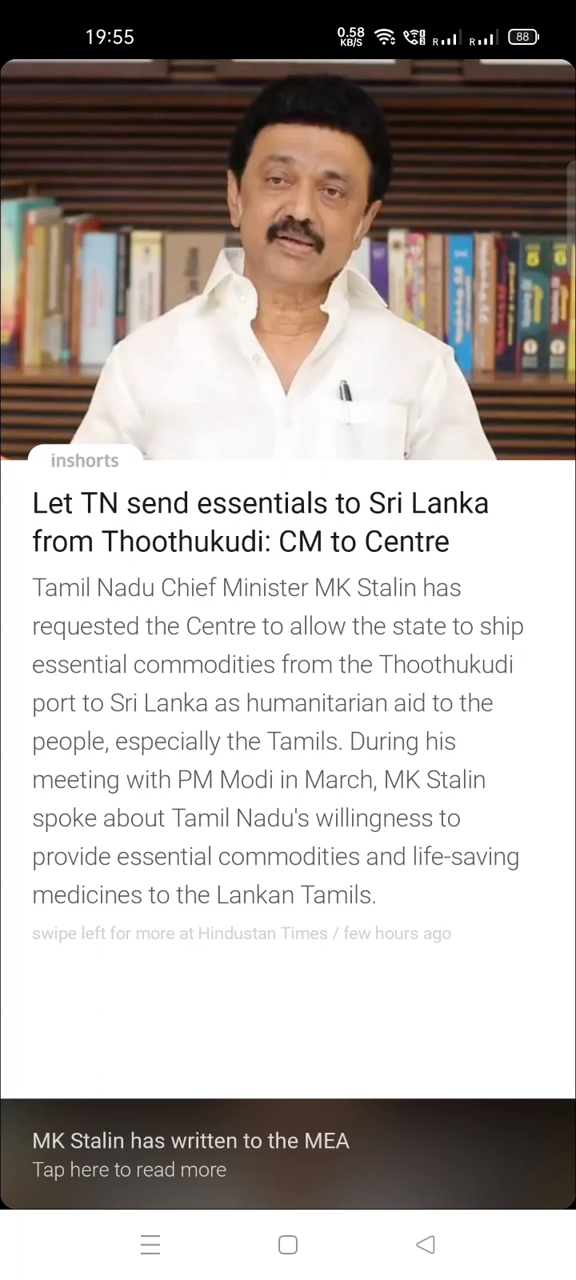 19:55
0.58
KB/S
R
R
88
inshorts
Let TN send essentials to Sri Lanka
from Thoothukudi: CM to Centre
Tamil Nadu Chief Minister MK Stalin has
requested the Centre to allow the state to ship
essential commodities from the Thoothukudi
port to Sri Lanka as humanitarian aid to the
people, especially the Tamils. During his
meeting with PM Modi in March, MK Stalin
spoke about Tamil Nadu's willingness to
provide essential commodities and life-saving
medicines to the Lankan Tamils.
swipe left for more at Hindustan Times / few hours ago
MK Stalin has written to the MEA
Tap here to read more